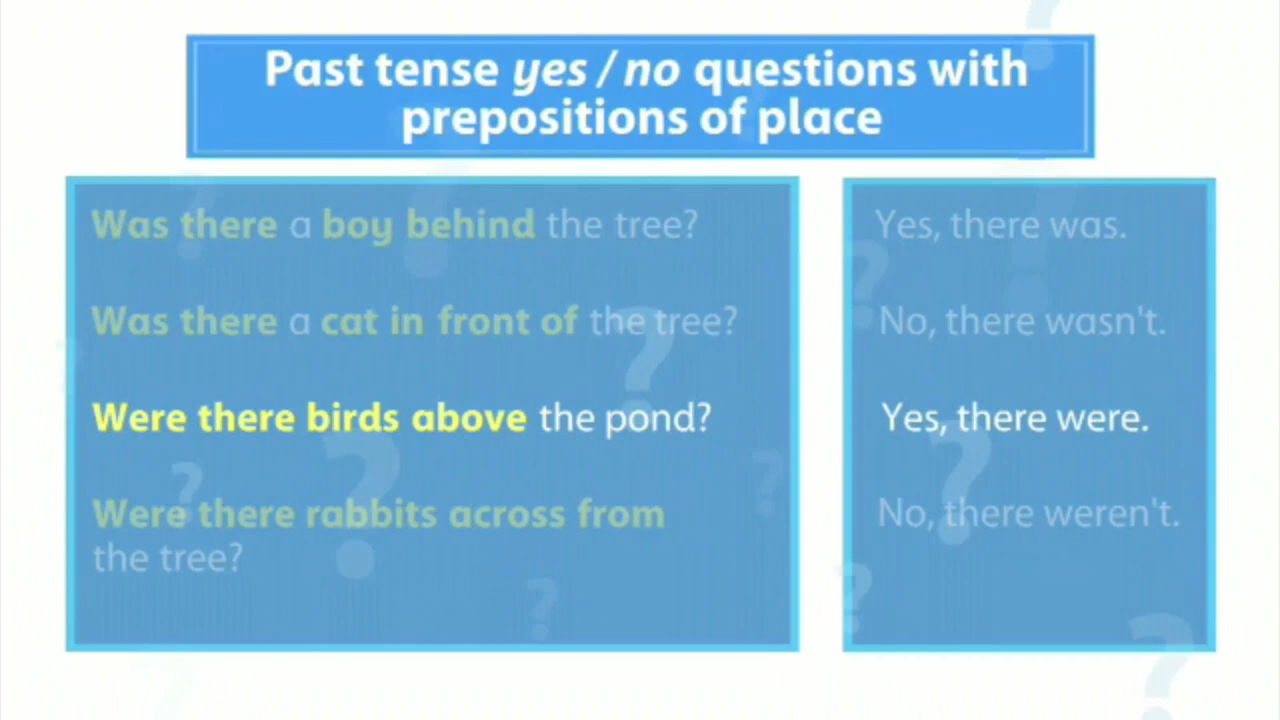 Past tense yes / no questions with
prepositions of place
Was there a boy behind the tree?
Yes, there was.
Was there a cat in front of the tree?
No, there wasn't.
Were there birds above the pond?
Yes, there were.
Were there rabbits across from
the tree?
No, there weren't.